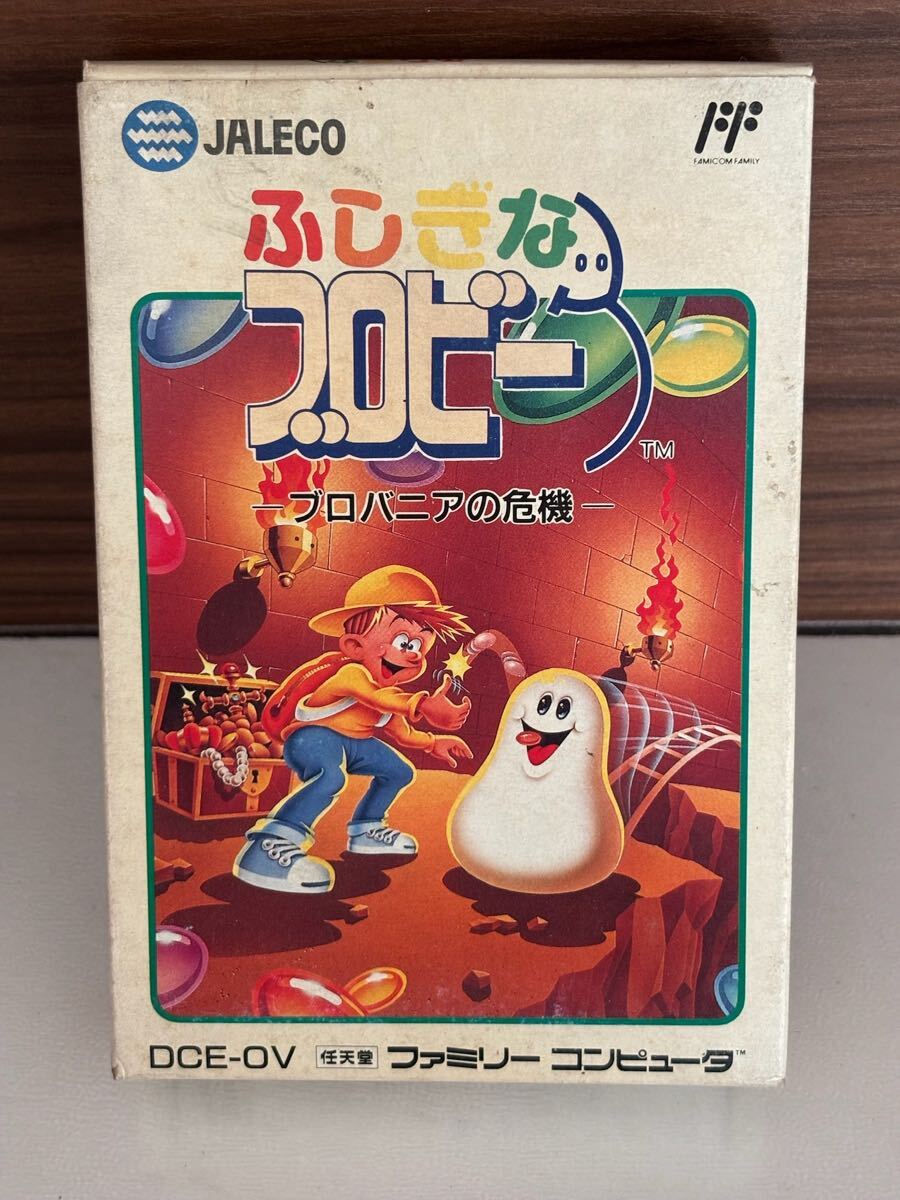 JALECO
FAMICOM FAMILY
ふしぎな
ブロビー
TM
ーブロバニアの危機ー
DCE-OV 任天堂 ファミリー コンピュータ™